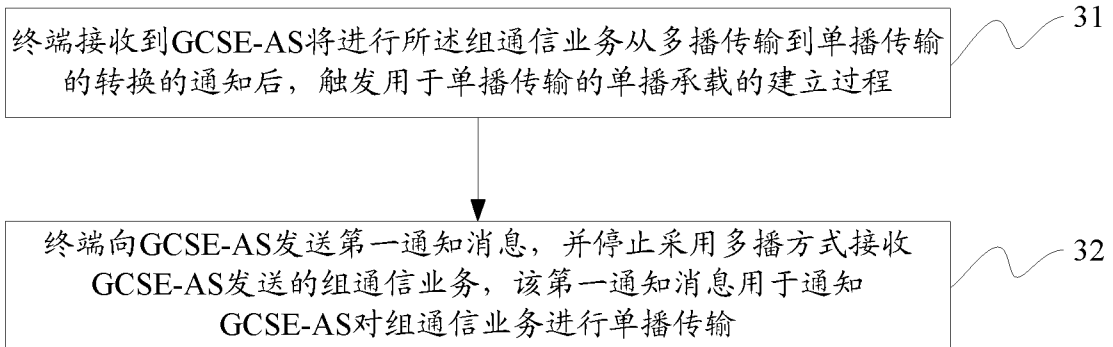 终端接收到GCSE-AS将进行所述组通信业务从多播传输到单播传输
的转换的通知后，触发用于单播传输的单播承载的建立过程
31
终端向GCSE-AS发送第一通知消息，并停止采用多播方式接收
GCSE-AS发送的组通信业务，该第一通知消息用于通知
GCSE-AS对组通信业务进行单播传输
32